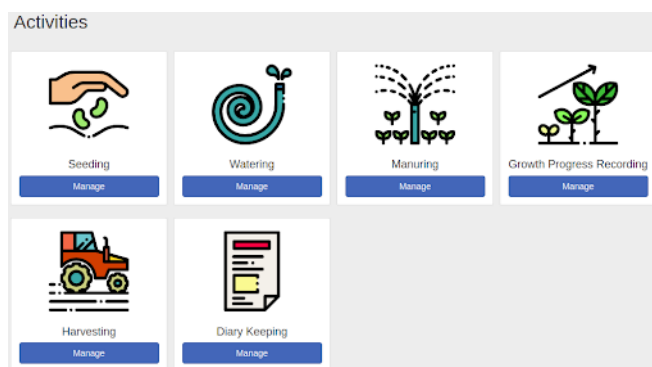 Activities
Seeding
Manage
Watering
Manage
Manuring
Manage
Growth Progress Recording
Manage
Harvesting
Manage
Diary Keeping
Manage